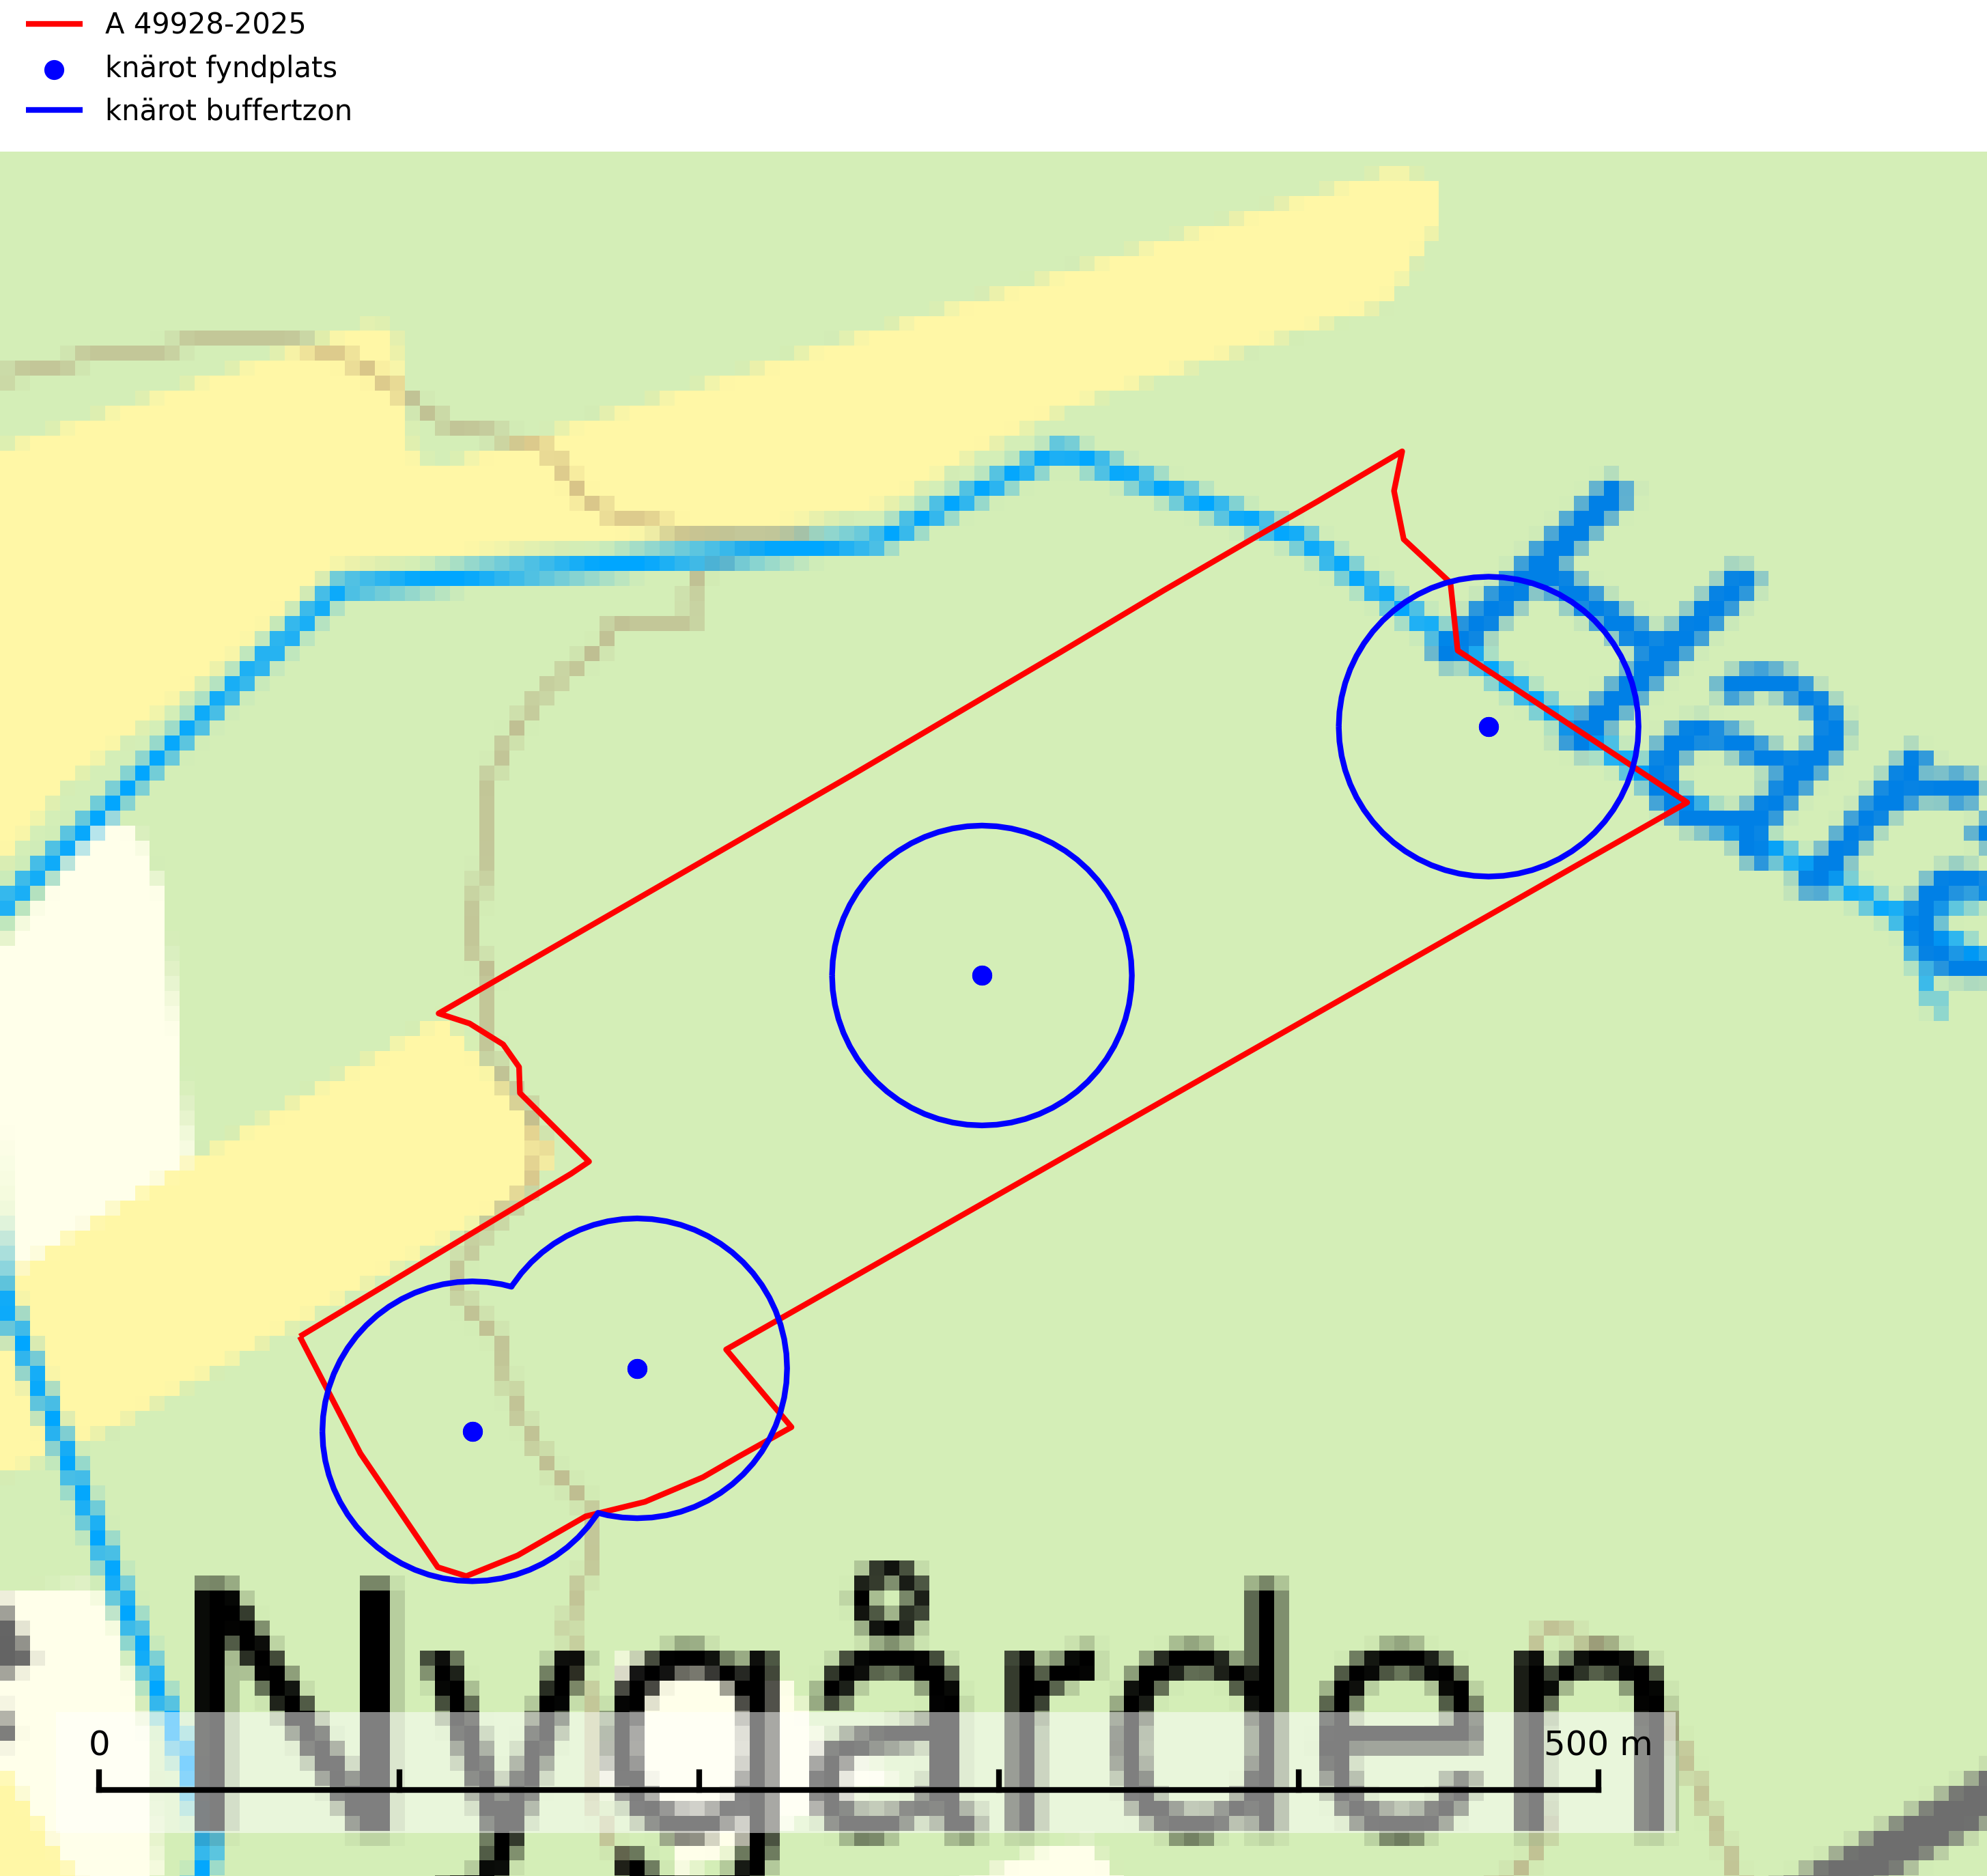 A 49928-2025
knärot fyndplats
knärot buffertzon
Nygården
0
500 m